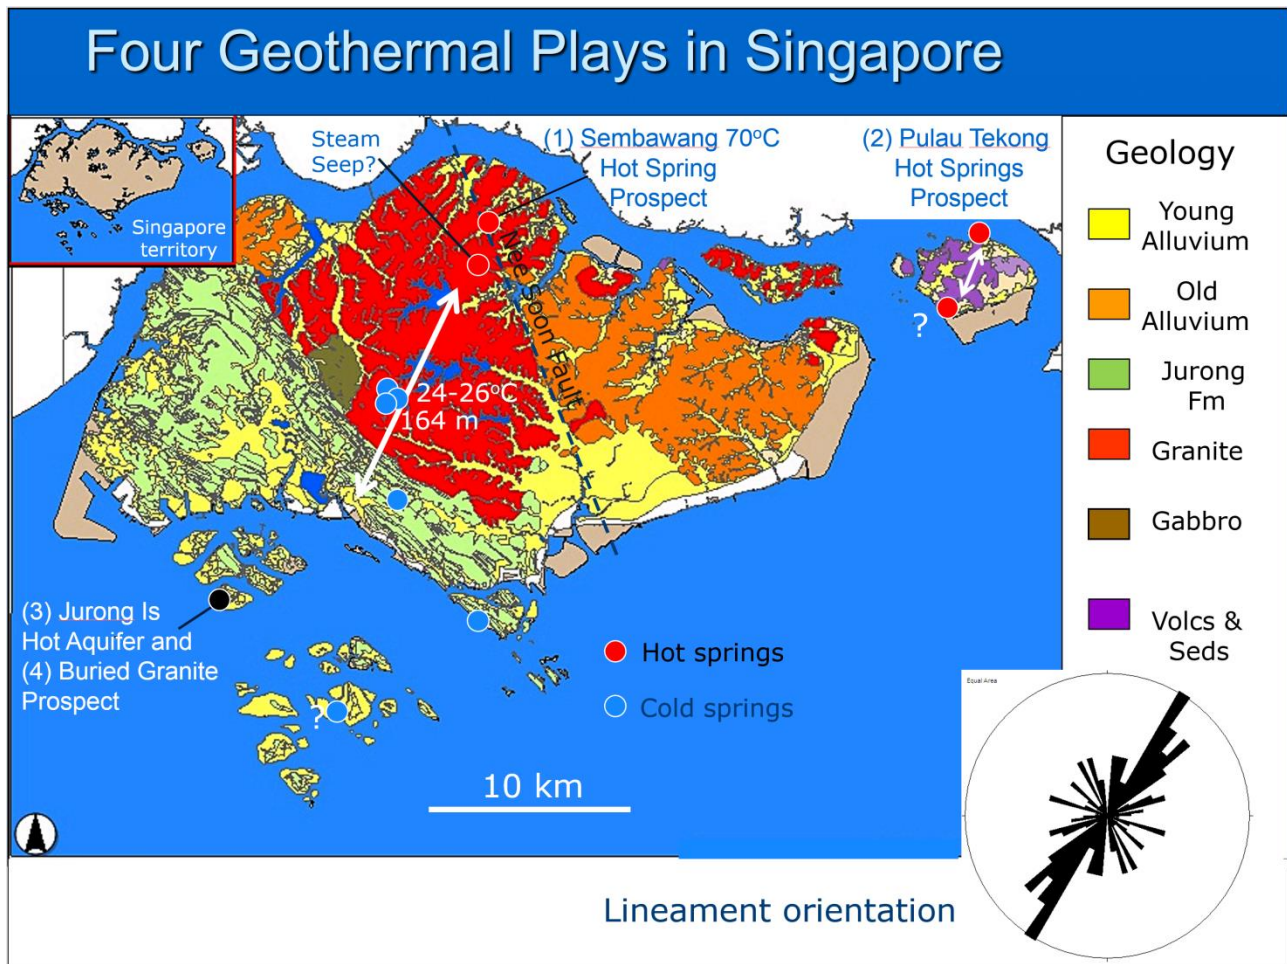 Four Geothermal Plays in Singapore
Singapore
territory
Steam
Seep?
(1) Sembawang 70ºC
Hot Spring
Prospect
(2) Pulau Tekong
Hot Springs
Prospect
?
Nee Soon Fault
24-26ºC
164 m
(3) Jurong Is
Hot Aquifer and
(4) Buried Granite
Prospect
?
Hot springs
Cold springs
10 km
Geology
Young
Alluvium
Old
Alluvium
Jurong
Fm
Granite
Gabbro
Volcs &
Seds
Equal Area
Lineament orientation